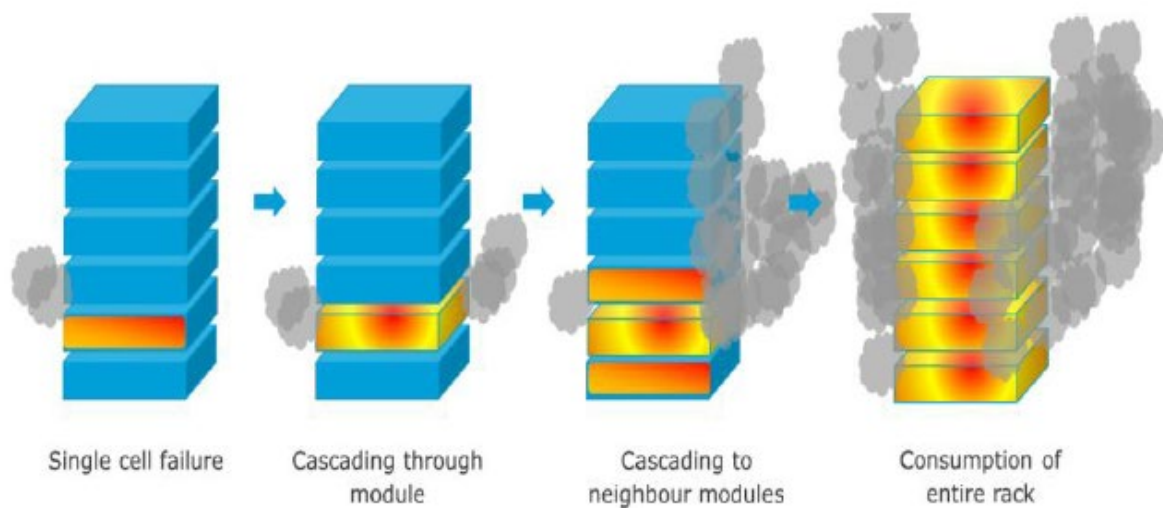 Single cell failure
Cascading through
module
Cascading to
neighbour modules
Consumption of
entire rack